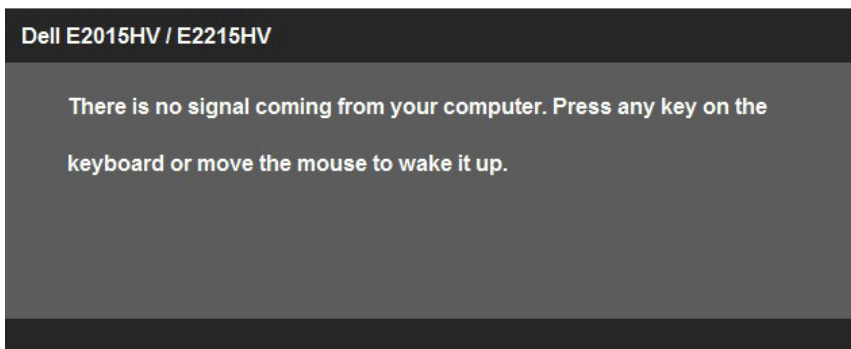 Dell E2015HV / E2215HV
There is no signal coming from your computer. Press any key on the
keyboard or move the mouse to wake it up.